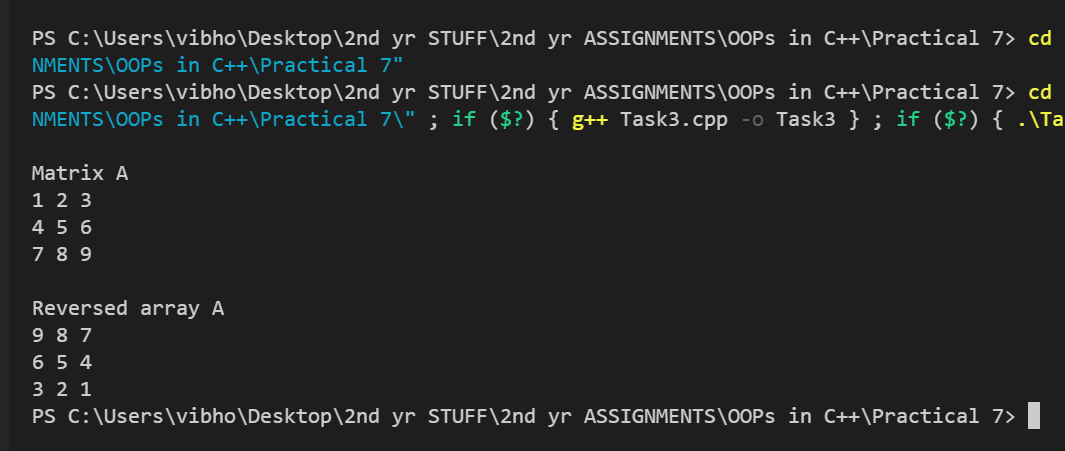 PS C:\Users\vibho\Desktop\2nd yr STUFF\2nd yr ASSIGNMENTS\OOPs in C++\Practical 7> cd
NMENTS\OOPs in C++\Practical 7"
PS C:\Users\vibho\Desktop\2nd yr STUFF\2nd yr ASSIGNMENTS\OOPs in C++\Practical 7> cd
NMENTS\OOPs in C++\Practical 7\" ; if ($?) { g++ Task3.cpp -o Task3 } ; if ($?) { .\Ta
Matrix A
1 2 3
4 5 6
7 8 9
Reversed array A
9 8 7
6 5 4
3 2 1
PS C:\Users\vibho\Desktop\2nd yr STUFF\2nd yr ASSIGNMENTS\OOPs in C++\Practical 7>